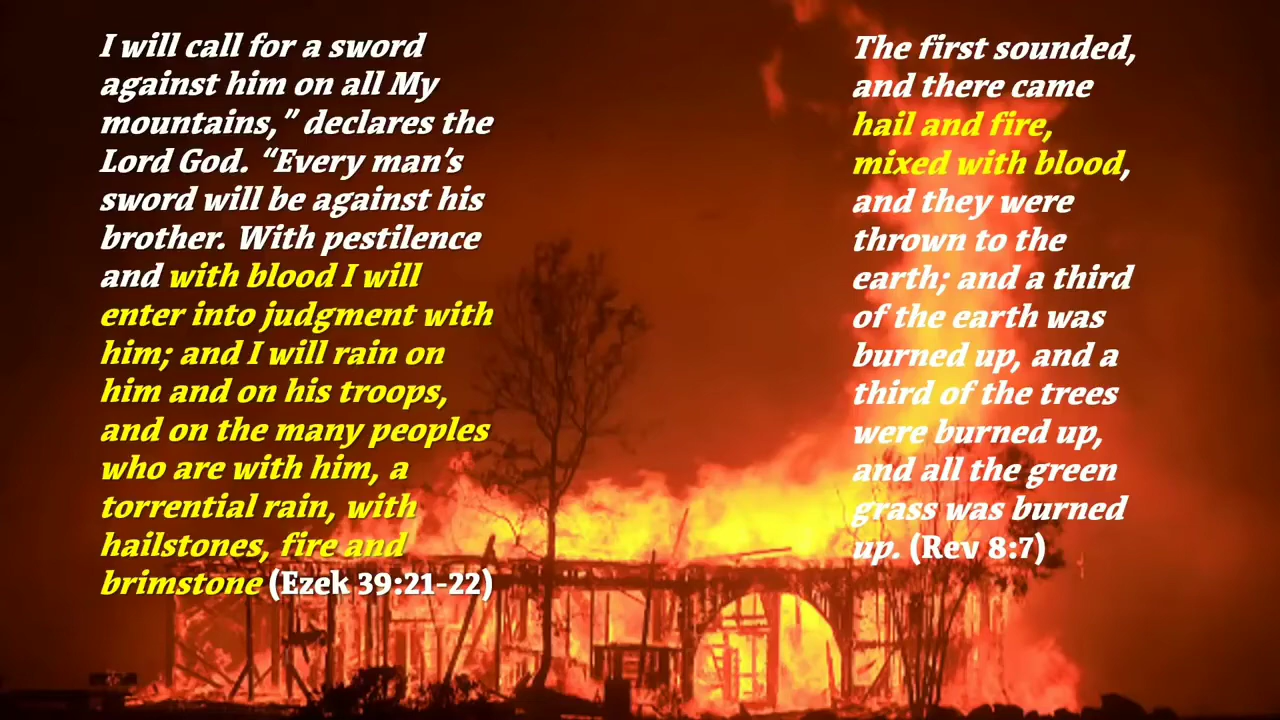 I will call for a sword
against him on all My
mountains,” declares the
Lord God. “Every man’s
sword will be against his
brother. With pestilence
and with blood I will
enter into judgment with
him; and I will rain on
him and on his troops,
and on the many peoples
who are with him, a
torrential rain, with
hailstones, fire and
brimstone (Ezek 39:21-22)
The first sounded,
and there came
hail and fire,
mixed with blood,
and they were
thrown to the
earth; and a third
of the earth was
burned up, and a
third of the trees
were burned up,
and all the green
grass was burned
up. (Rev 8:7)